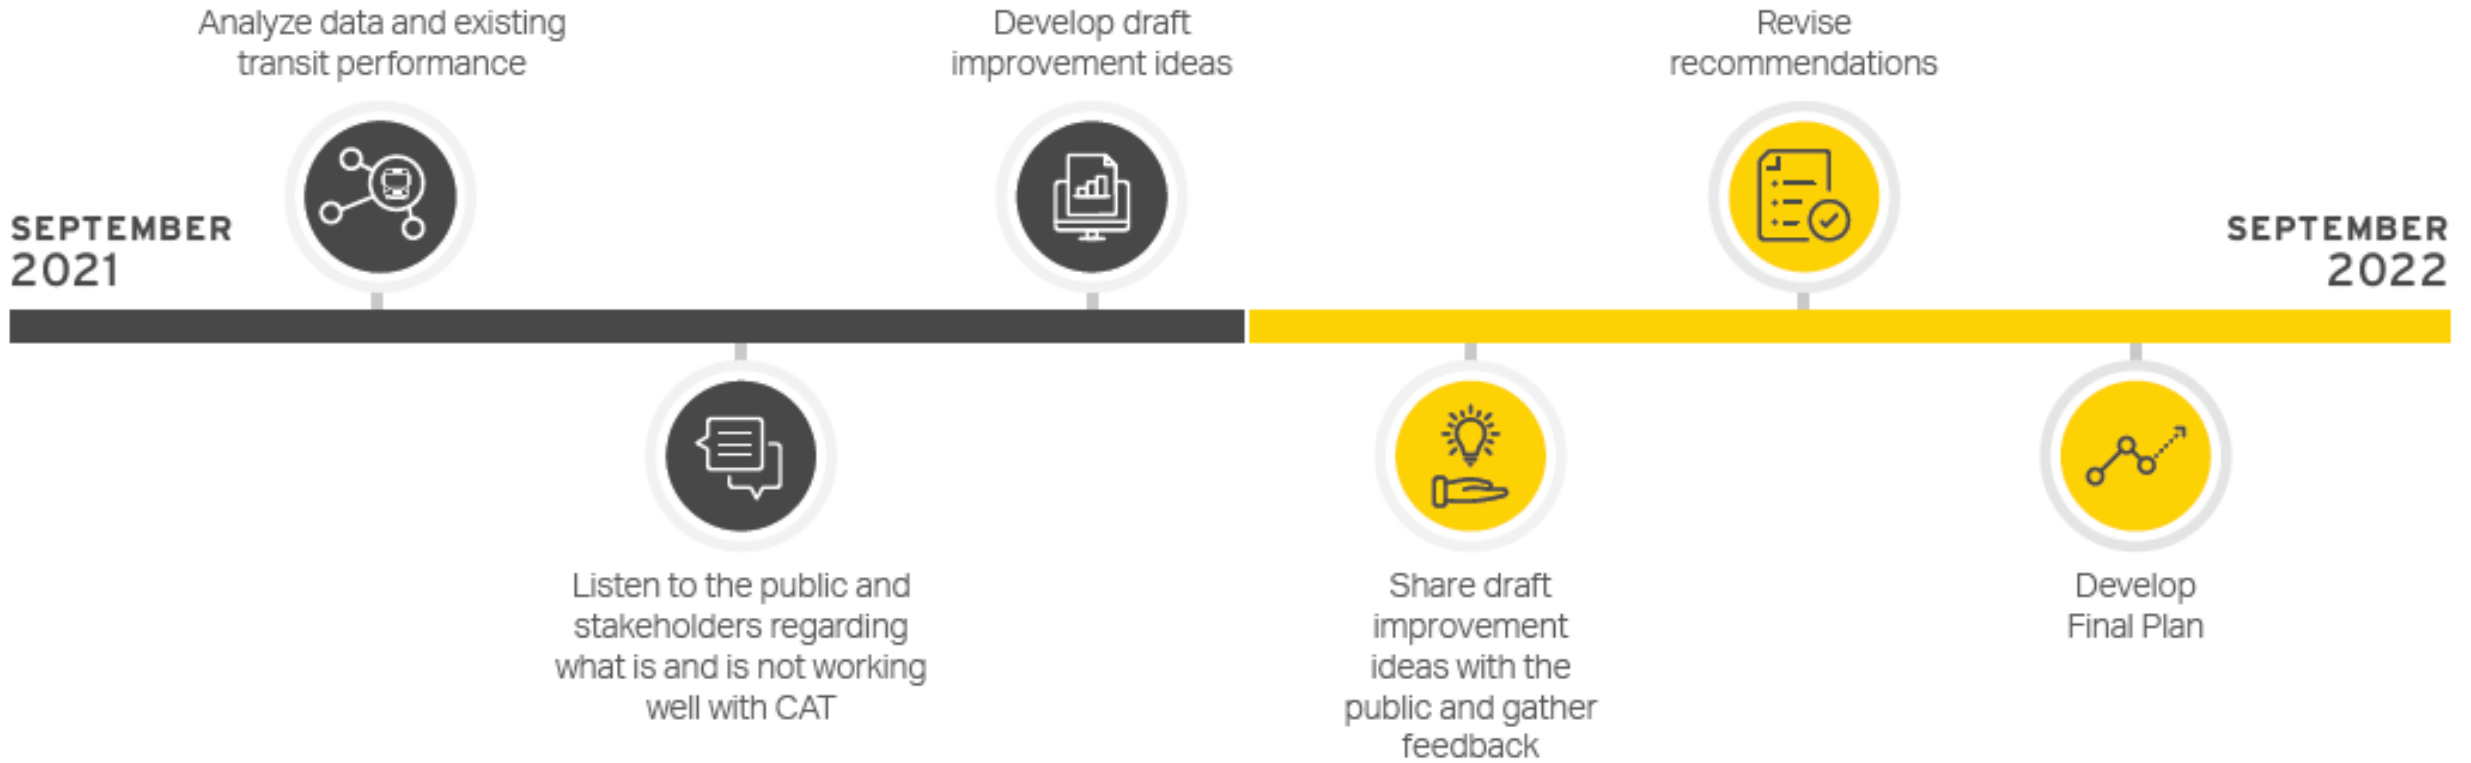 Analyze data and existing
transit performance
Develop draft
improvement ideas
Revise
recommendations
SEPTEMBER
2021
SEPTEMBER
2022
Listen to the public and
stakeholders regarding
what is and is not working
well with CAT
Share draft
improvement
ideas with the
public and gather
feedback
Develop
Final Plan